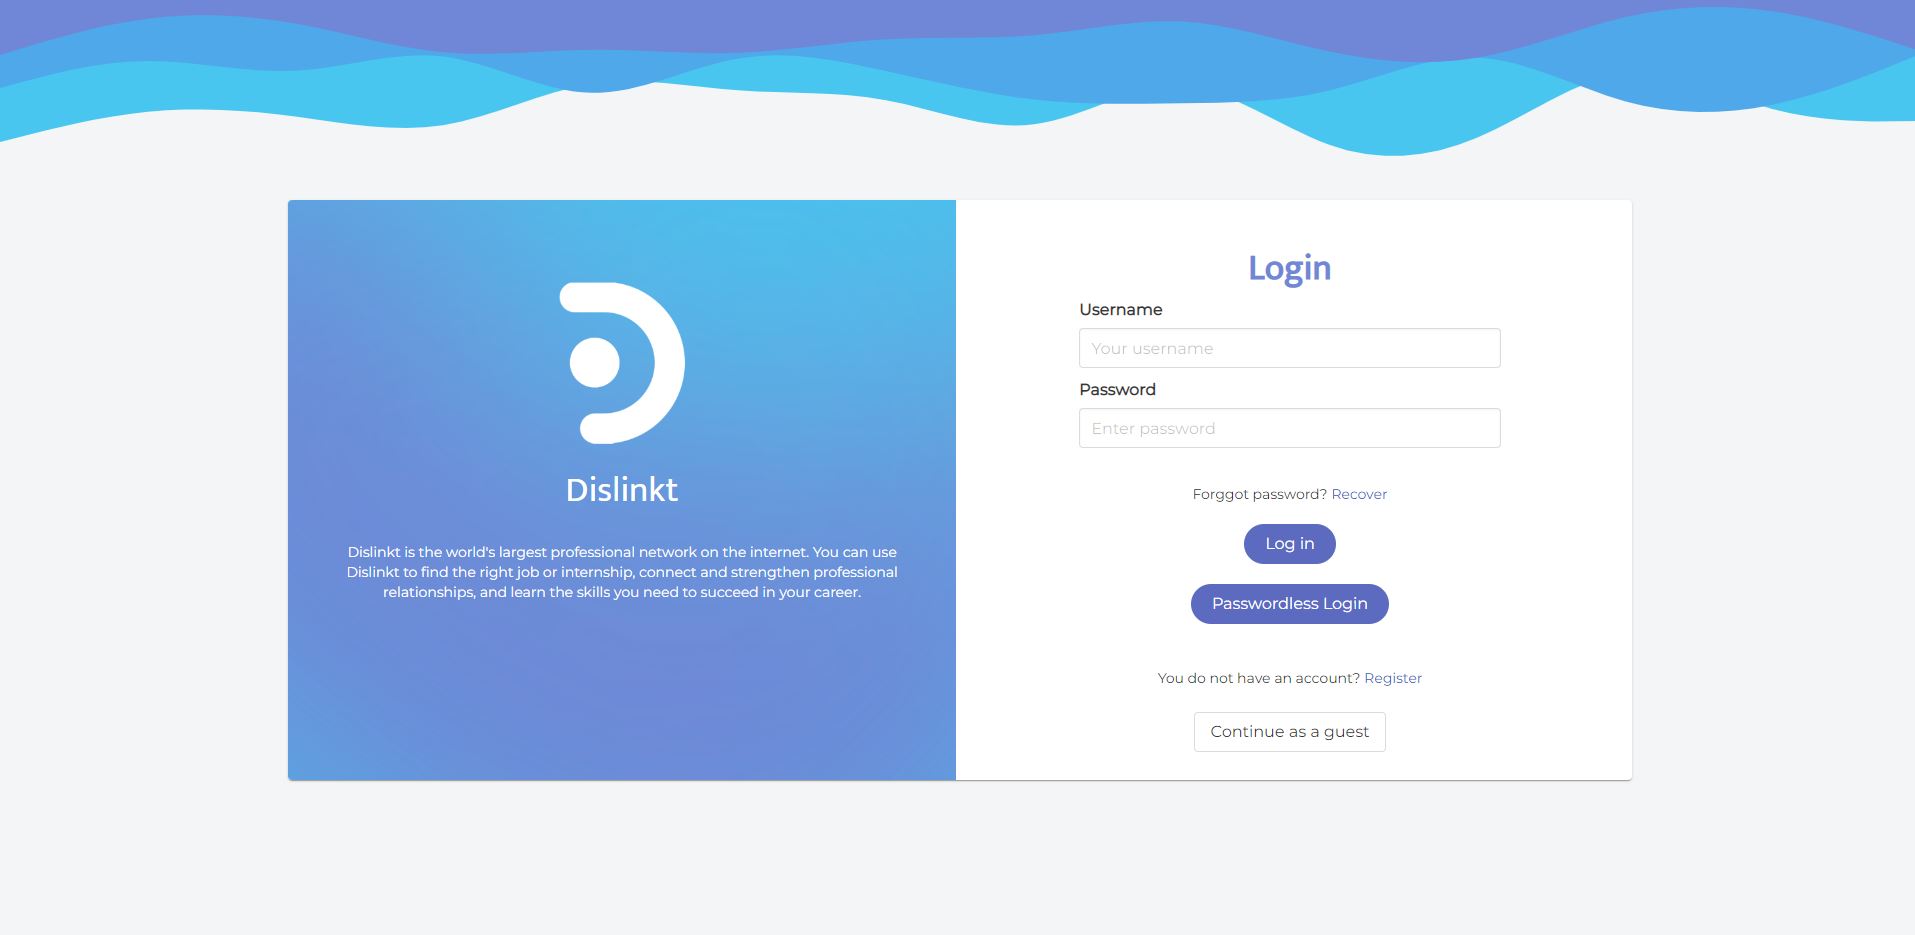 Dislinkt
Dislinkt is the world's largest professional network on the internet. You can use
Dislinkt to find the right job or internship, connect and strengthen professional
relationships, and learn the skills you need to succeed in your career.
Login
Username
Your username
Password
Enter password
Forggot password? Recover
Log in
Passwordless Login
You do not have an account? Register
Continue as a guest